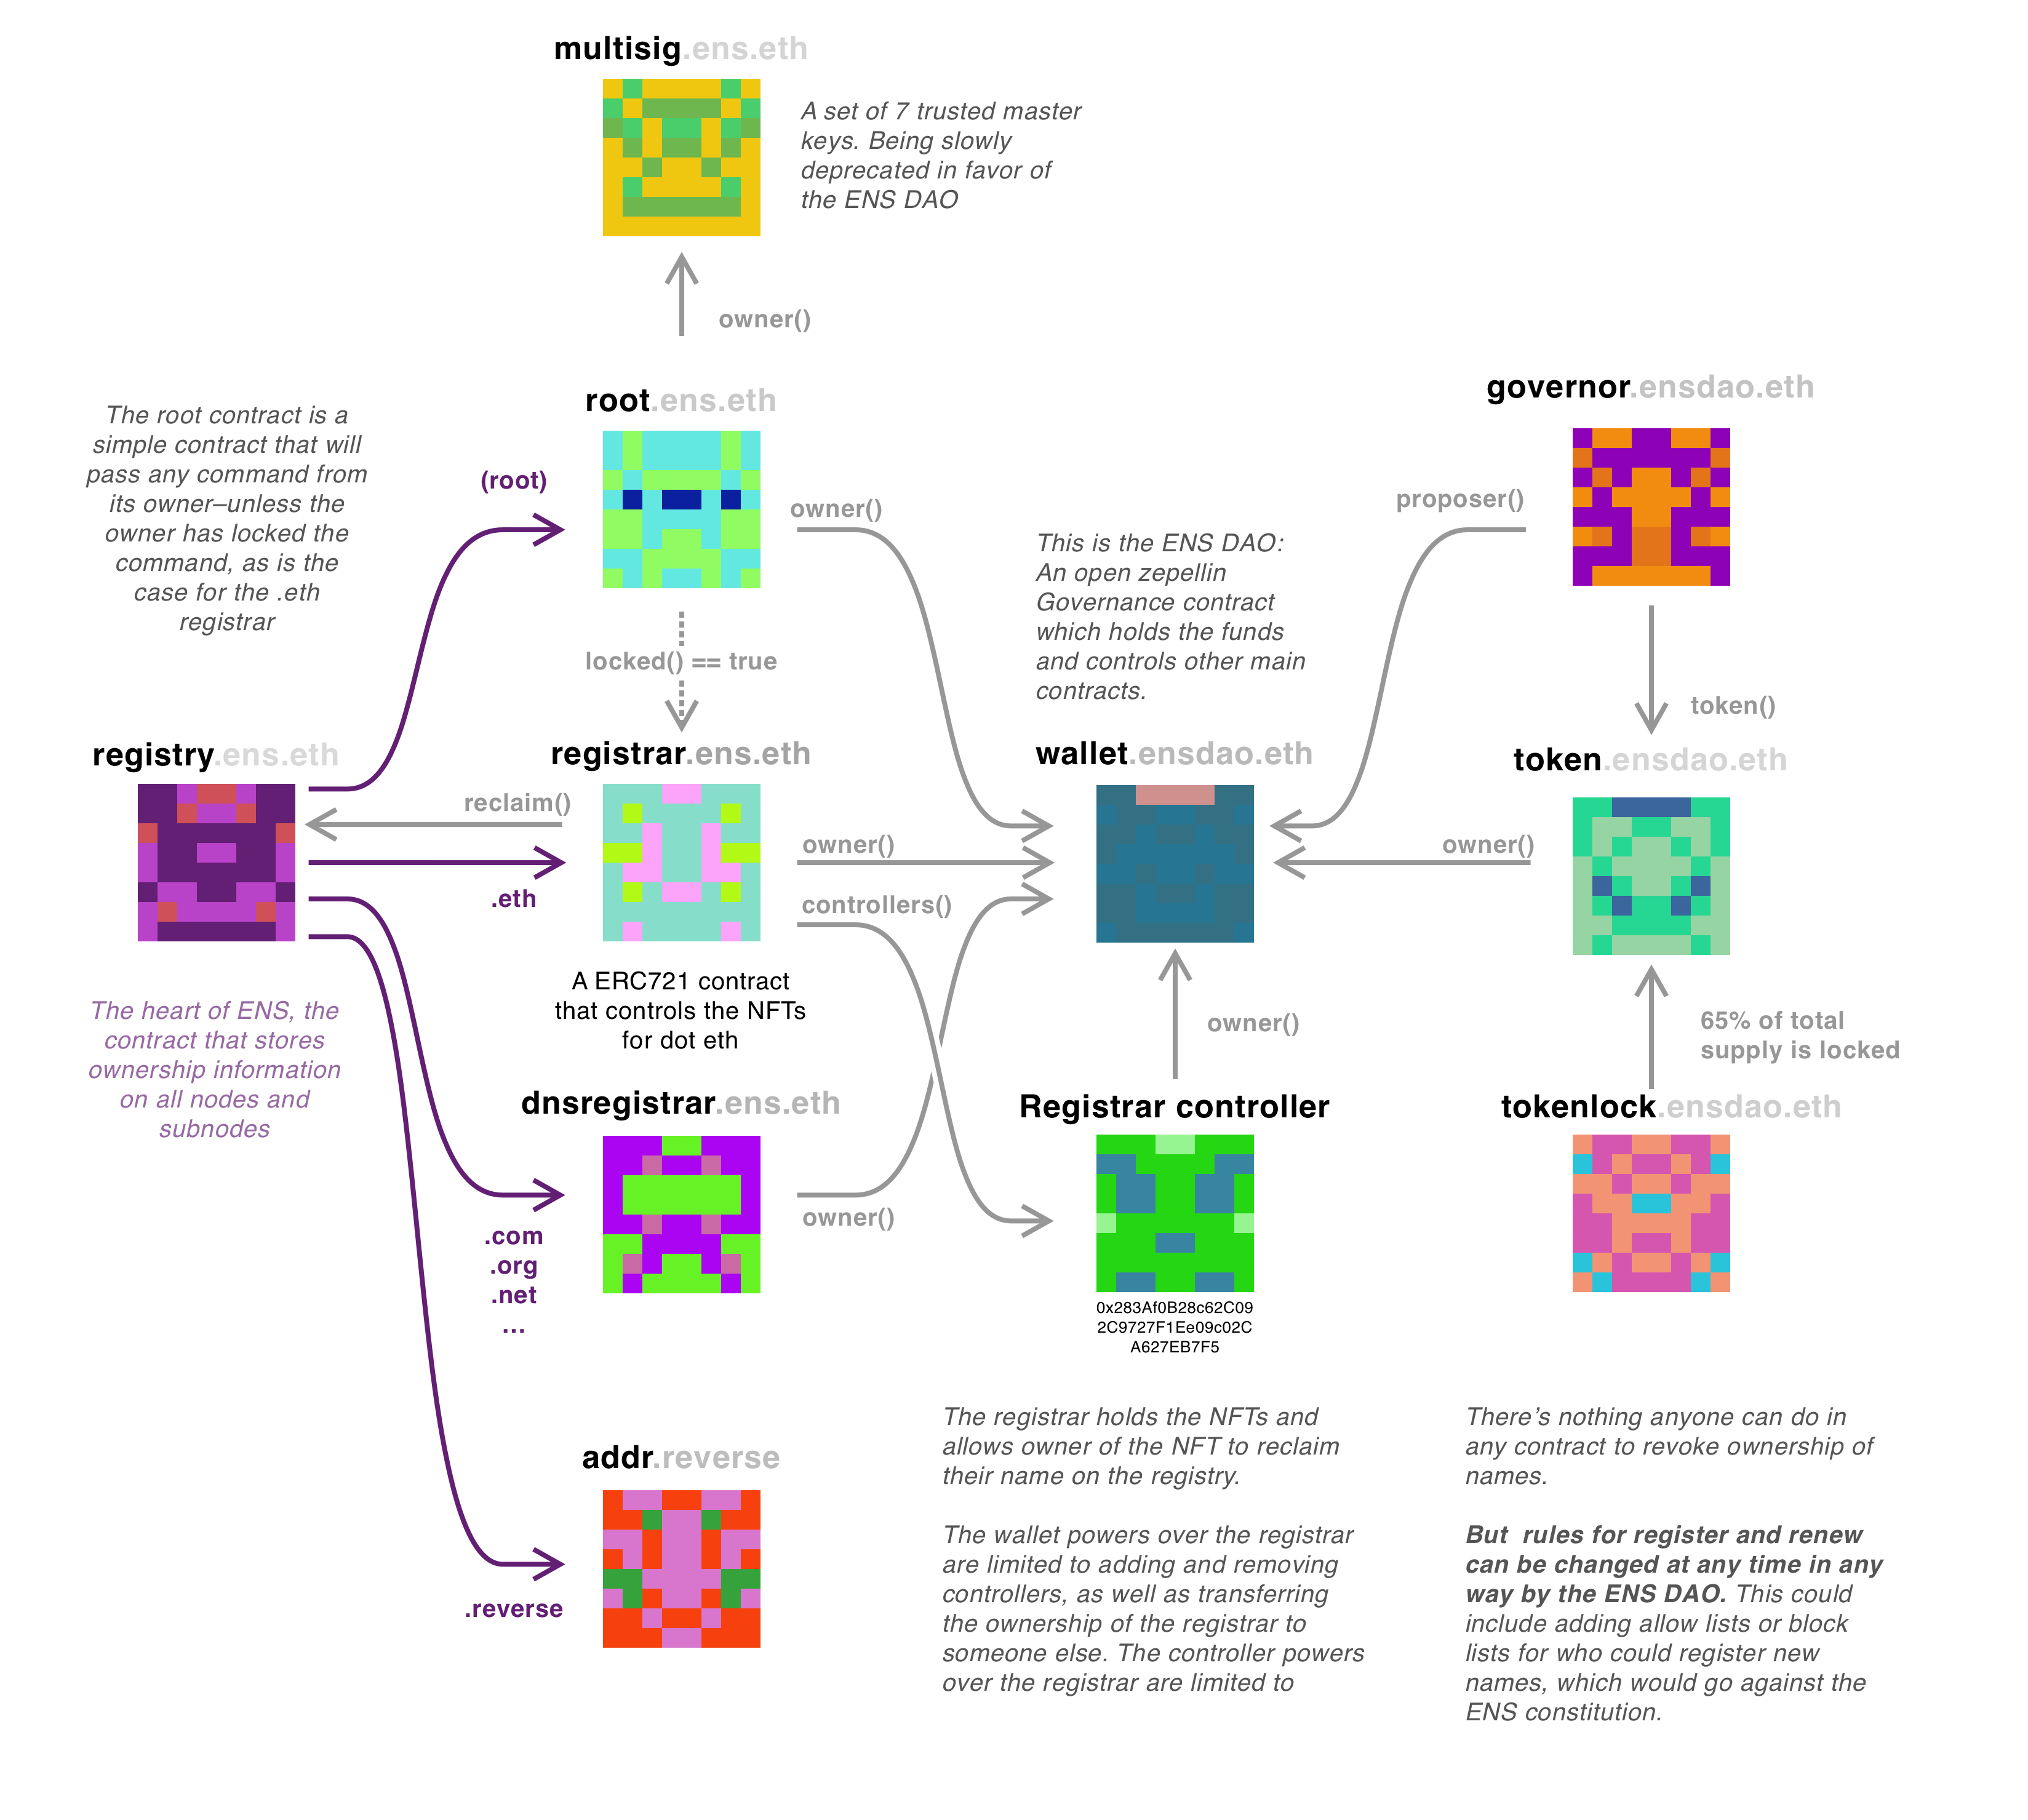 multisig.ens.eth
A set of 7 trusted master
keys. Being slowly
deprecated in favor of
the ENS DAO
owner()
root.ens.eth
The root contract is a
simple contract that will
pass any command from
its owner–unless the
owner has locked the
command, as is the
case for the .eth
registrar
(root)
owner()
locked() == true
This is the ENS DAO:
An open zepellin
Governance contract
which holds the funds
and controls other main
contracts.
governor.ensdao.eth
proposer()
token()
registry.ens.eth
The heart of ENS, the
contract that stores
ownership information
on all nodes and
subnodes
reclaim()
.eth
registrar.ens.eth
A ERC721 contract
that controls the NFTs
for dot eth
owner()
controllers()
wallet.ensdao.eth
owner()
token.ensdao.eth
owner()
65% of total
supply is locked
dnsregistrar.ens.eth
.com
.org
.net
...
owner()
Registrar controller
0x283Af0B28c62C09
2C9727F1Ee09c02C
A627EB7F5
tokenlock.ensdao.eth
addr.reverse
.reverse
The registrar holds the NFTs and
allows owner of the NFT to reclaim
their name on the registry.
The wallet powers over the registrar
are limited to adding and removing
controllers, as well as transferring
the ownership of the registrar to
someone else. The controller powers
over the registrar are limited to
There’s nothing anyone can do in
any contract to revoke ownership of
names.
But  rules for register and renew
can be changed at any time in any
way by the ENS DAO. This could
include adding allow lists or block
lists for who could register new
names, which would go against the
ENS constitution.